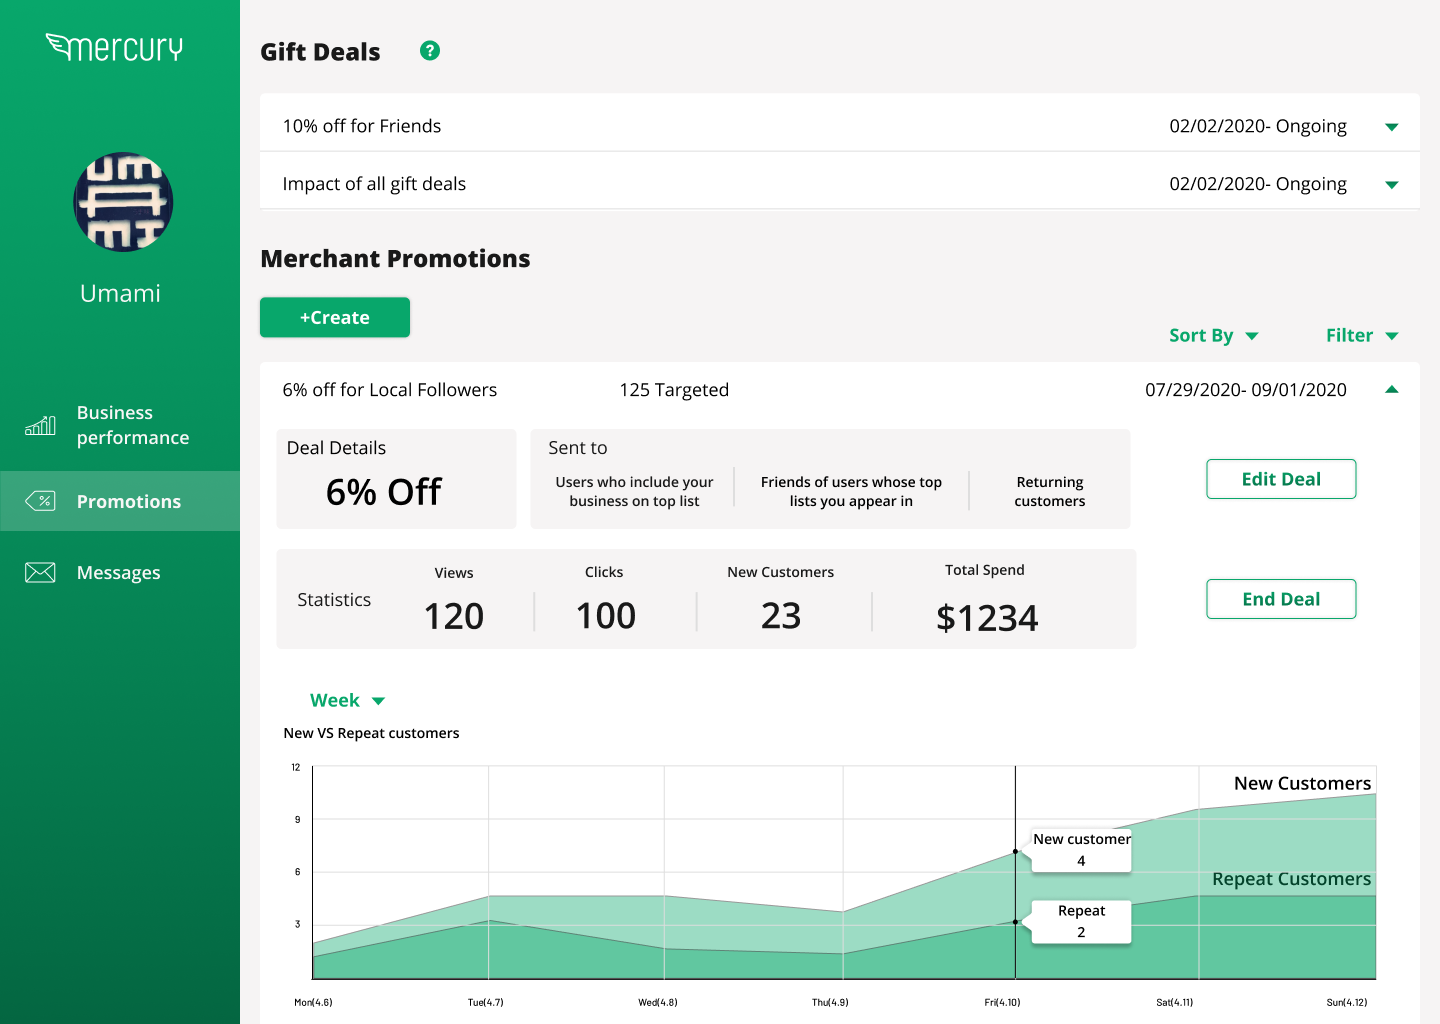 mercury
Umami
Business
performance
Promotions
Messages
Gift Deals
?
10% off for Friends
02/02/2020- Ongoing
Impact of all gift deals
02/02/2020- Ongoing
Merchant Promotions
+Create
Sort By
Filter
6% off for Local Followers
125 Targeted
07/29/2020- 09/01/2020
Deal Details
6% Off
Sent to
Users who include your
business on top list
Friends of users whose top
lists you appear in
Returning
customers
Edit Deal
Statistics
Views
120
Clicks
100
New Customers
23
Total Spend
$1234
End Deal
Week
New VS Repeat customers
12
9
6
3
New Customers
New customer
4
Repeat Customers
Repeat
2
Mon(4.6)
Tue(4.7)
Wed(4.8)
Thu(4.9)
Fri(4.10)
Sat(4.11)
Sun(4.12)